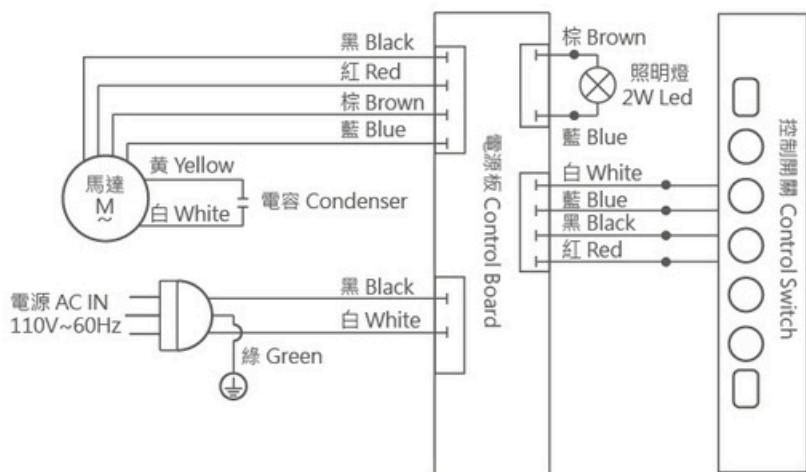 黑 Black
紅 Red
棕 Brown
藍 Blue
馬達
M
~
黄 Yellow
白 White
電容 Condenser
電源 AC IN
110V~60Hz
黑 Black
白 White
綠 Green
電源板 Control Board
棕 Brown
照明燈
2W Led
藍 Blue
白 White
藍 Blue
黑 Black
紅 Red
控制開關 Control Switch